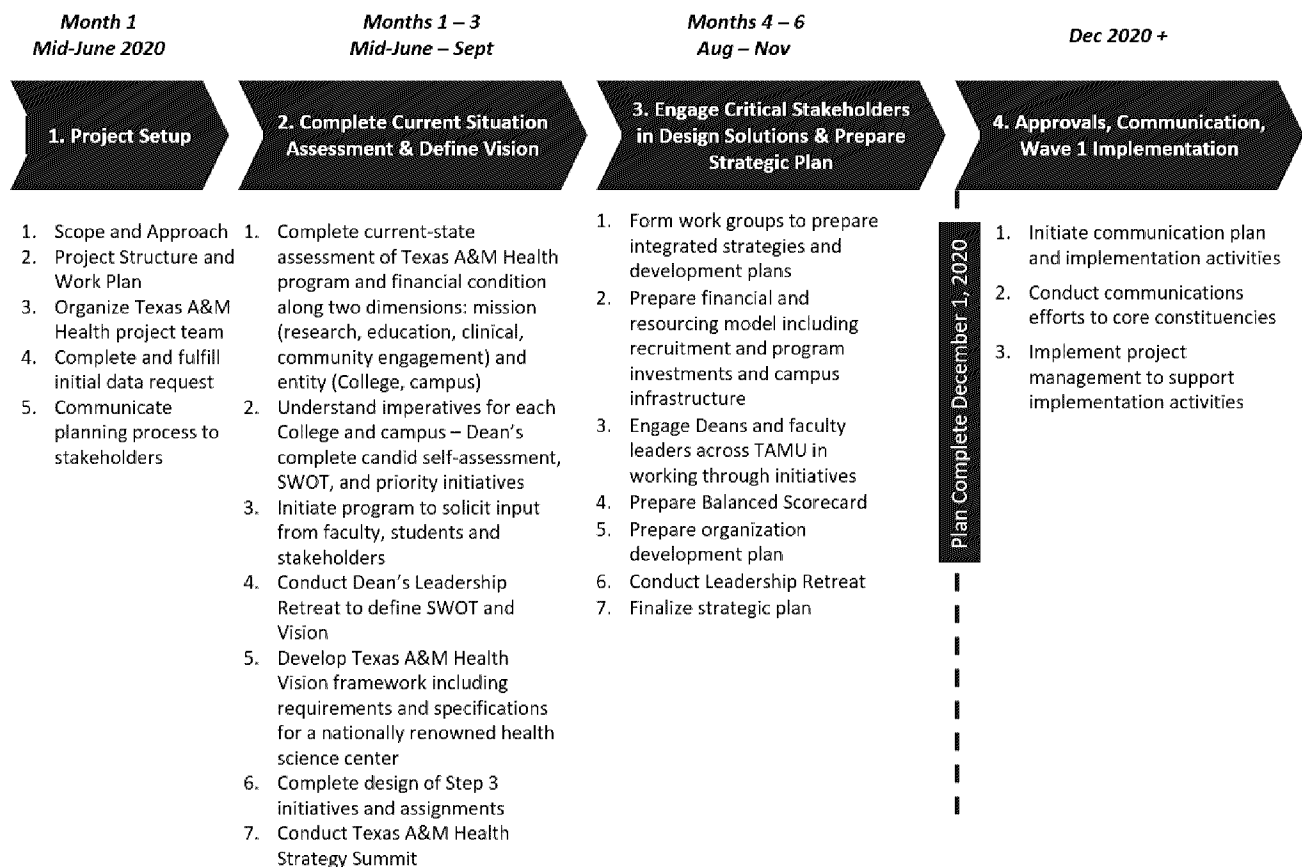 Month 1
Mid-June 2020
Months 1 – 3
Mid-June – Sept
Months 4 – 6
Aug – Nov
Dec 2020 +
1. Project Setup
2. Complete Current Situation
Assessment & Define Vision
3. Engage Critical Stakeholders
in Design Solutions & Prepare
Strategic Plan
4. Approvals, Communication,
Wave 1 Implementation
1. Scope and Approach
2. Project Structure and
Work Plan
3. Organize Texas A&M
Health project team
4. Complete and fulfill
initial data request
5. Communicate
planning process to
stakeholders
1. Complete current-state
assessment of Texas A&M Health
program and financial condition
along two dimensions: mission
(research, education, clinical,
community engagement) and
entity (College, campus)
2. Understand imperatives for each
College and campus – Dean's
complete candid self-assessment,
SWOT, and priority initiatives
3. Initiate program to solicit input
from faculty, students and
stakeholders
4. Conduct Dean's Leadership
Retreat to define SWOT and
Vision
5. Develop Texas A&M Health
Vision framework including
requirements and specifications
for a nationally renowned health
science center
6. Complete design of Step 3
initiatives and assignments
7. Conduct Texas A&M Health
Strategy Summit
1. Form work groups to prepare
integrated strategies and
development plans
2. Prepare financial and
resourcing model including
recruitment and program
investments and campus
infrastructure
3. Engage Deans and faculty
leaders across TAMU in
working through initiatives
4. Prepare Balanced Scorecard
5. Prepare organization
development plan
6. Conduct Leadership Retreat
7. Finalize strategic plan
Plan Complete December 1, 2020
1. Initiate communication plan
and implementation activities
2. Conduct communications
efforts to core constituencies
3. Implement project
management to support
implementation activities